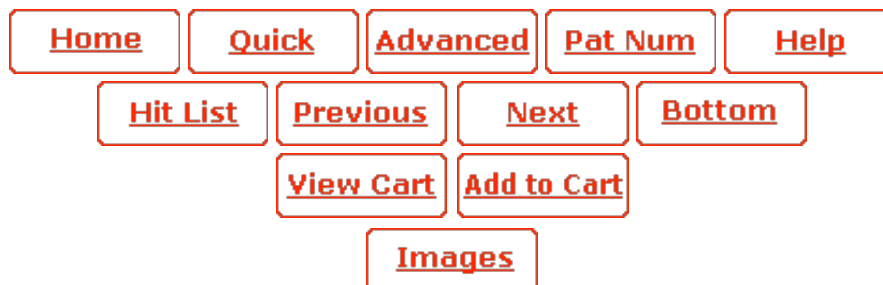 Home Quick Advanced Pat Num Help
Hit List Previous Next Bottom
View Cart Add to Cart
Images